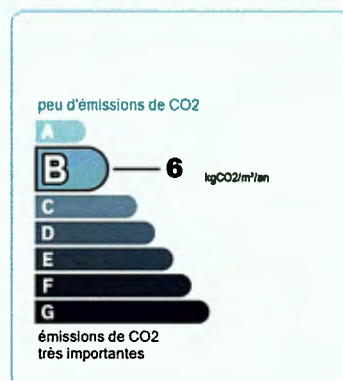 peu d'émissions de CO2
A
B 6 kgCO2/m²/an
C
D
E
F
G
émissions de CO2
très importantes